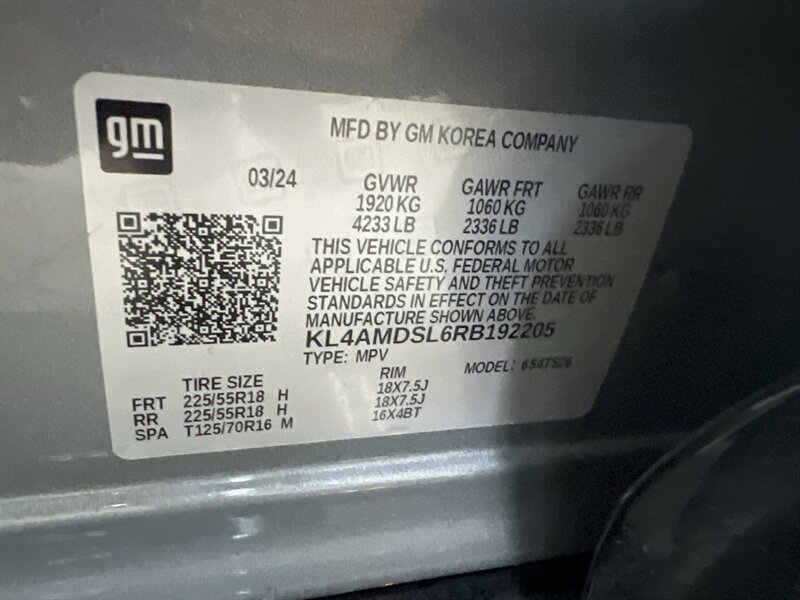 gm
MFD BY GM KOREA COMPANY
03/24
GVWR GAWR FRT GAWR RR
1920 KG 1060 KG 1060 KG
4233 LB 2336 LB 2336 LB
THIS VEHICLE CONFORMS TO ALL
APPLICABLE U.S. FEDERAL MOTOR
VEHICLE SAFETY AND THEFT PREVENTION
STANDARDS IN EFFECT ON THE DATE OF
MANUFACTURE SHOWN ABOVE.
KL4AMDSL6RB192205
TYPE: MPV MODEL: 654TS26
TIRE SIZE RIM
FRT 225/55R18 H 18X7.5J
RR 225/55R18 H 18X7.5J
SPA T125/70R16 M 16X4BT